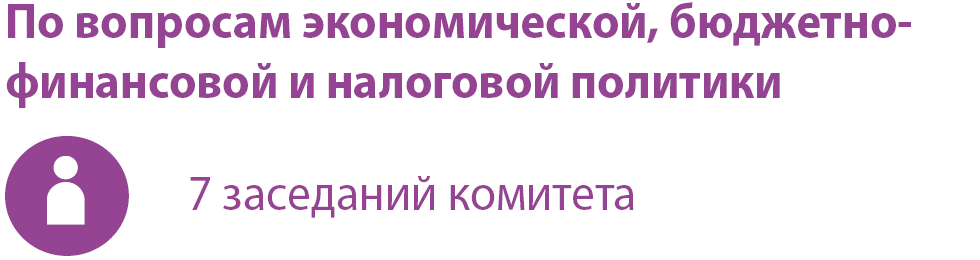 По вопросам экономической, бюджетно-
финансовой и налоговой политики
7 заседаний комитета